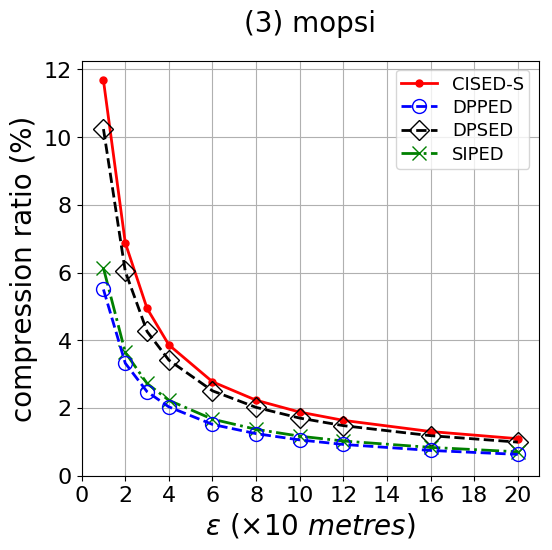 (3) mopsi
compression ratio (%)
12
10
8
6
4
2
0
CISED-S
DPPED
DPSED
SIPED
0 2 4 6 8 10 12 14 16 18 20
ε (×10 metres)